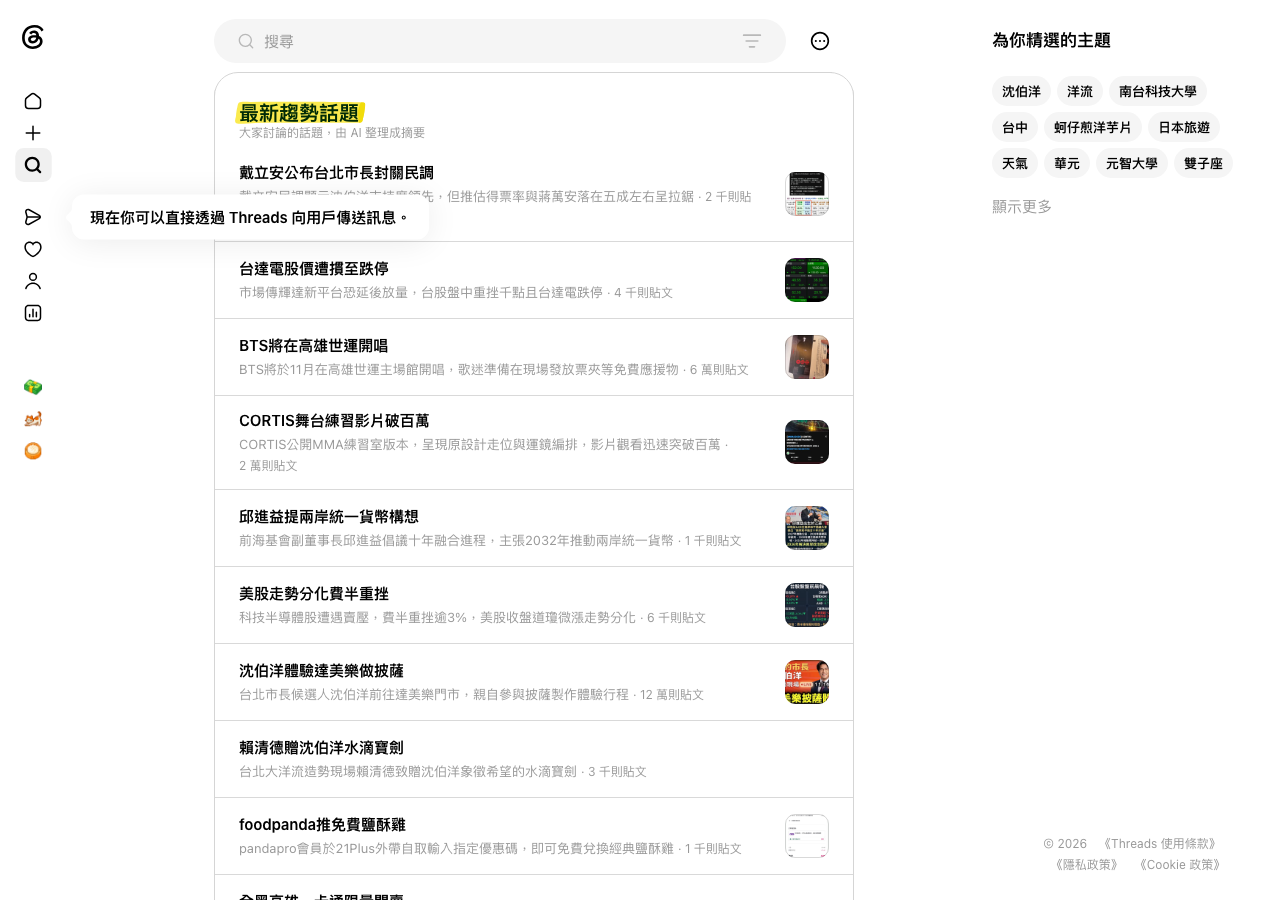 搜尋
最新趨勢話題
大家討論的話題，由 AI 整理成摘要
戴立安公布台北市長封關民調
先，但推估得票率與蔣萬安落在五成左右呈拉鋸 · 2 千則貼
現在你可以直接透過 Threads 向用戶傳送訊息。
台達電股價遭摜至跌停
市場傳輝達新平台恐延後放量，台股盤中重挫千點且台達電跌停 · 4 千則貼文
BTS將在高雄世運開唱
BTS將於11月在高雄世運主場館開唱，歌迷準備在現場發放票夾等免費應援物 · 6 萬則貼文
CORTIS舞台練習影片破百萬
CORTIS公開MMA練習室版本，呈現原設計走位與運鏡編排，影片觀看迅速突破百萬 ·
2 萬則貼文
邱進益提兩岸統一貨幣構想
前海基會副董事長邱進益倡議十年融合進程，主張2032年推動兩岸統一貨幣 · 1 千則貼文
美股走勢分化費半重挫
科技半導體股遭遇賣壓，費半重挫逾3%，美股收盤道瓊微漲走勢分化 · 6 千則貼文
沈伯洋體驗達美樂做披薩
台北市長候選人沈伯洋前往達美樂門市，親自參與披薩製作體驗行程 · 12 萬則貼文
賴清德贈沈伯洋水滴寶劍
台北大洋流造勢現場賴清德致贈沈伯洋象徵希望的水滴寶劍 · 3 千則貼文
foodpanda推免費鹽酥雞
pandapro會員於21Plus外帶自取輸入指定優惠碼，即可免費兌換經典鹽酥雞 · 1 千則貼文
為你精選的主題
沈伯洋 洋流 南台科技大學
台中 蚵仔煎洋芋片 日本旅遊
天氣 華元 元智大學 雙子座
顯示更多
© 2026 《Threads 使用條款》
《隱私政策》 《Cookie 政策》